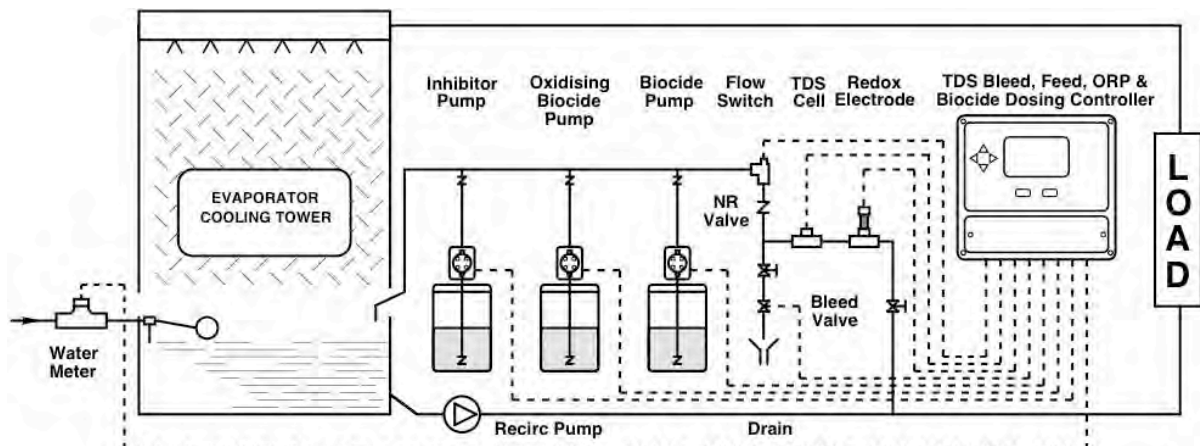 Inhibitor
Pump
Oxidising
Biocide
Pump
Biocide
Pump
Flow
Switch
TDS
Cell
Redox
Electrode
TDS Bleed, Feed, ORP &
Biocide Dosing Controller
EVAPORATOR
COOLING TOWER
NR
Valve
LOAD
Bleed
Valve
Water
Meter
Recirc Pump
Drain